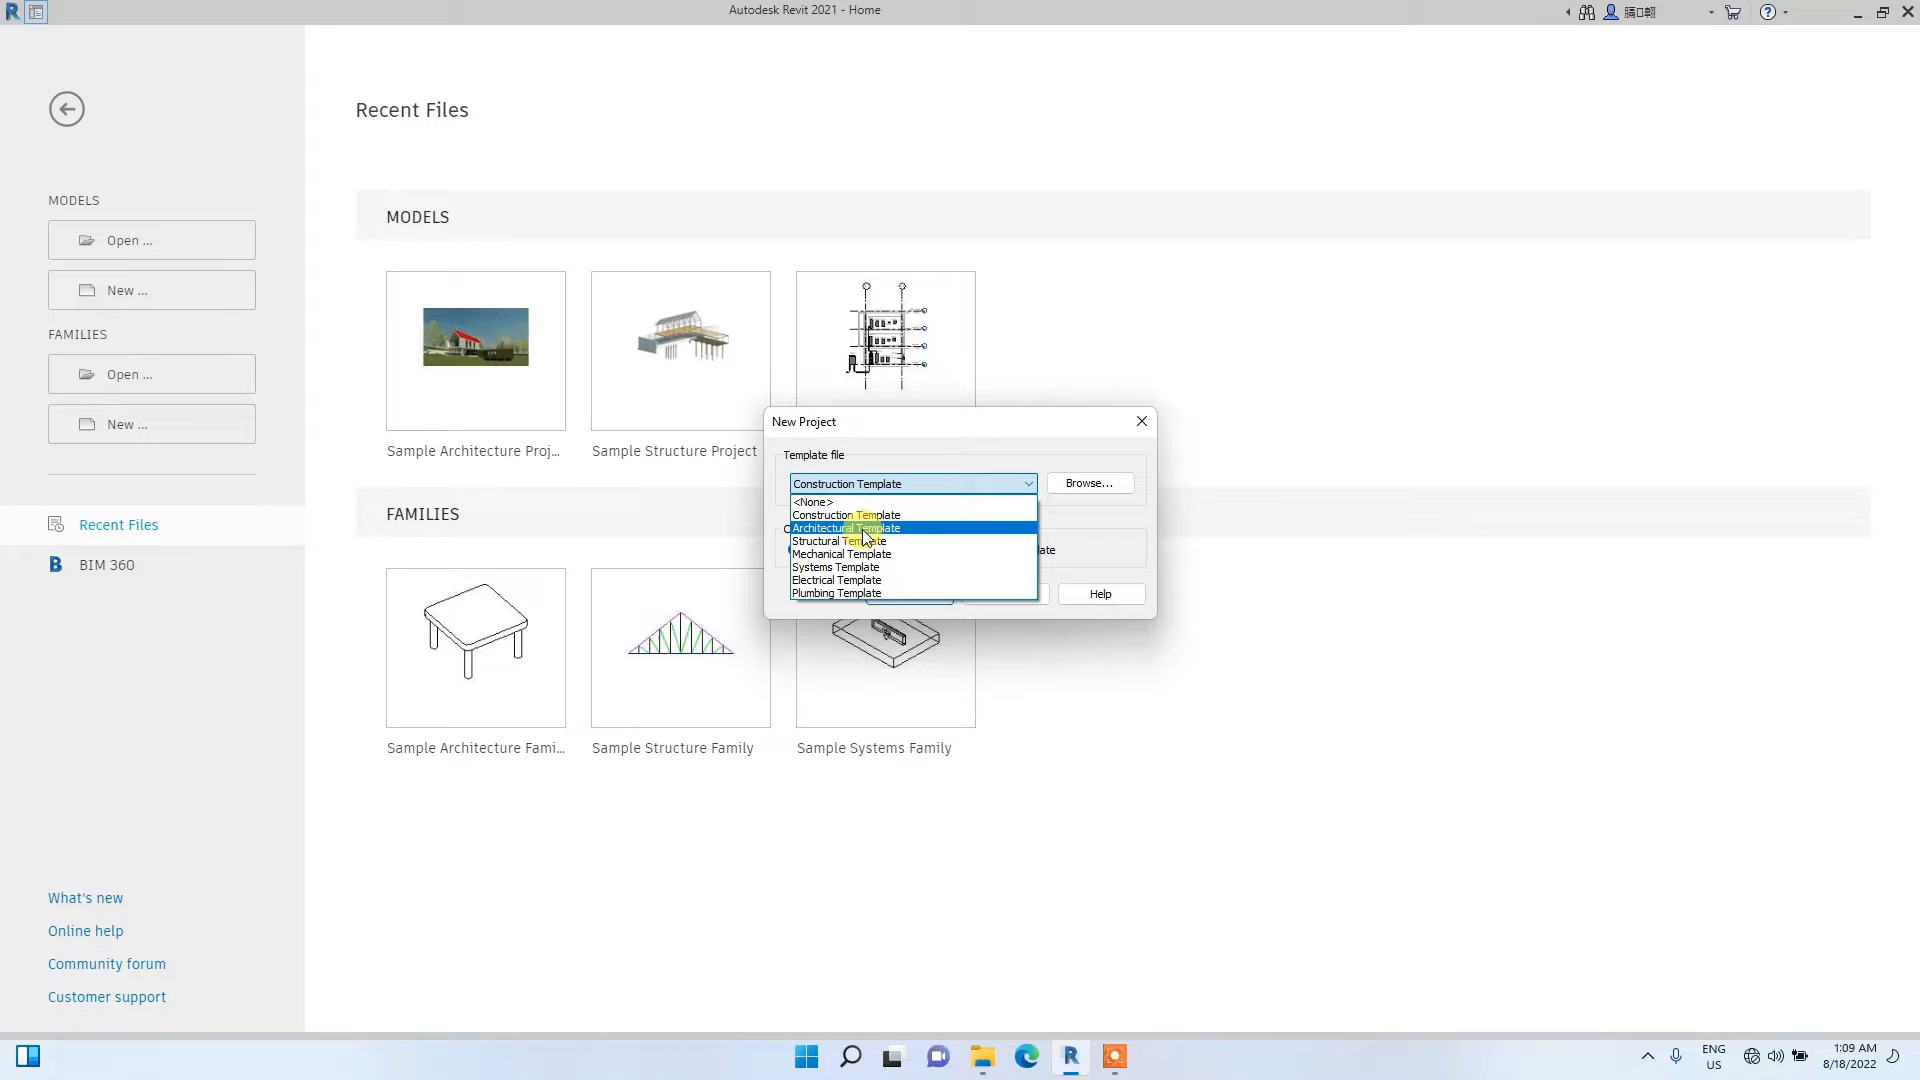 Autodesk Revit 2021 - Home
Recent Files
MODELS
Open ...
New ...
FAMILIES
Open ...
New ...
Recent Files
BIM 360
What's new
Online help
Community forum
Customer support
MODELS
Sample Architecture Proj...
Sample Structure Project
FAMILIES
Sample Architecture Fami...
Sample Structure Family
Sample Systems Family
New Project
Template file
Construction Template
Browse...
<None>
Construction Template
Architectural Template
Structural Template
Mechanical Template
Systems Template
Electrical Template
Plumbing Template
late
Help
ENG
US
1:09 AM
8/18/2022